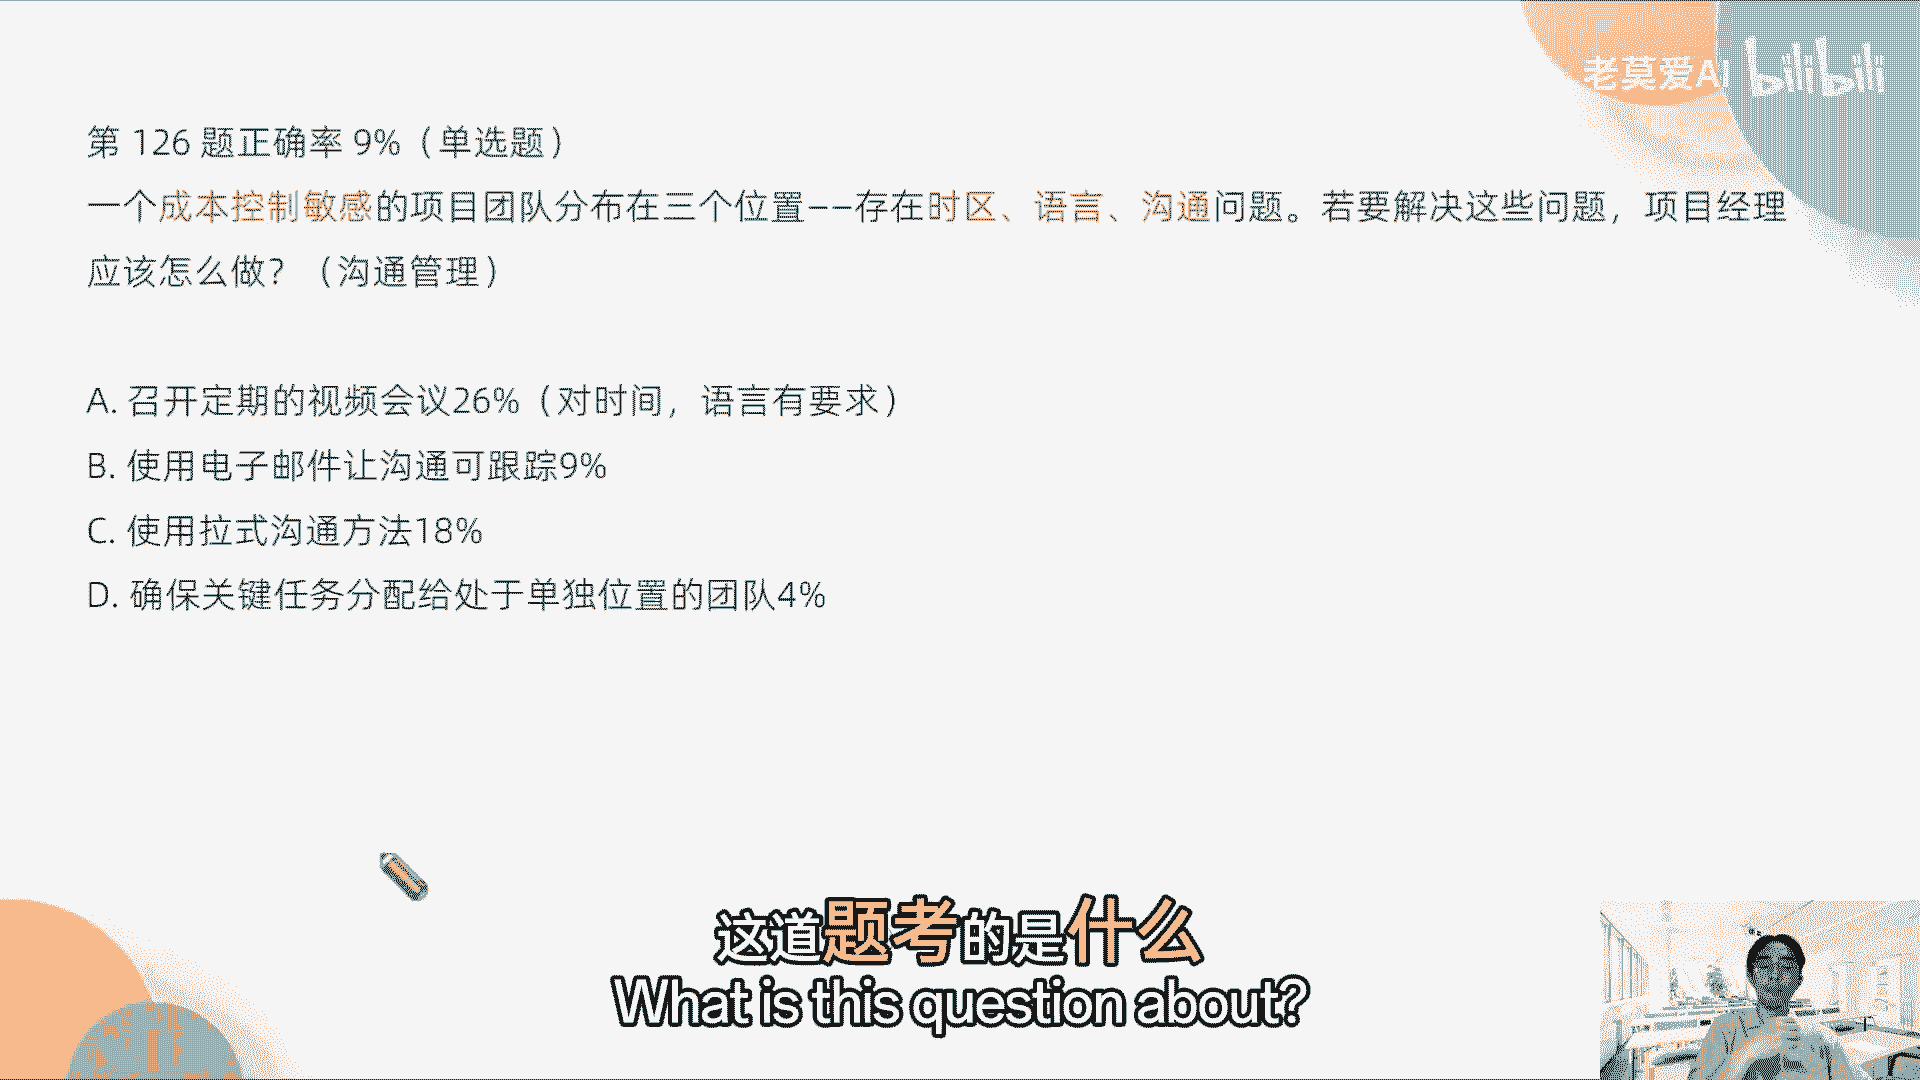 老莫爱AI bilibili
第 126 题正确率 9%（单选题）
一个成本控制敏感的项目团队分布在三个位置——存在时区、语言、沟通问题。若要解决这些问题，项目经理
应该怎么做？（沟通管理）
A. 召开定期的视频会议26%（对时间，语言有要求）
B. 使用电子邮件让沟通可跟踪9%
C. 使用拉式沟通方法18%
D. 确保关键任务分配给处于单独位置的团队4%
这道题考的是什么
What is this question about?